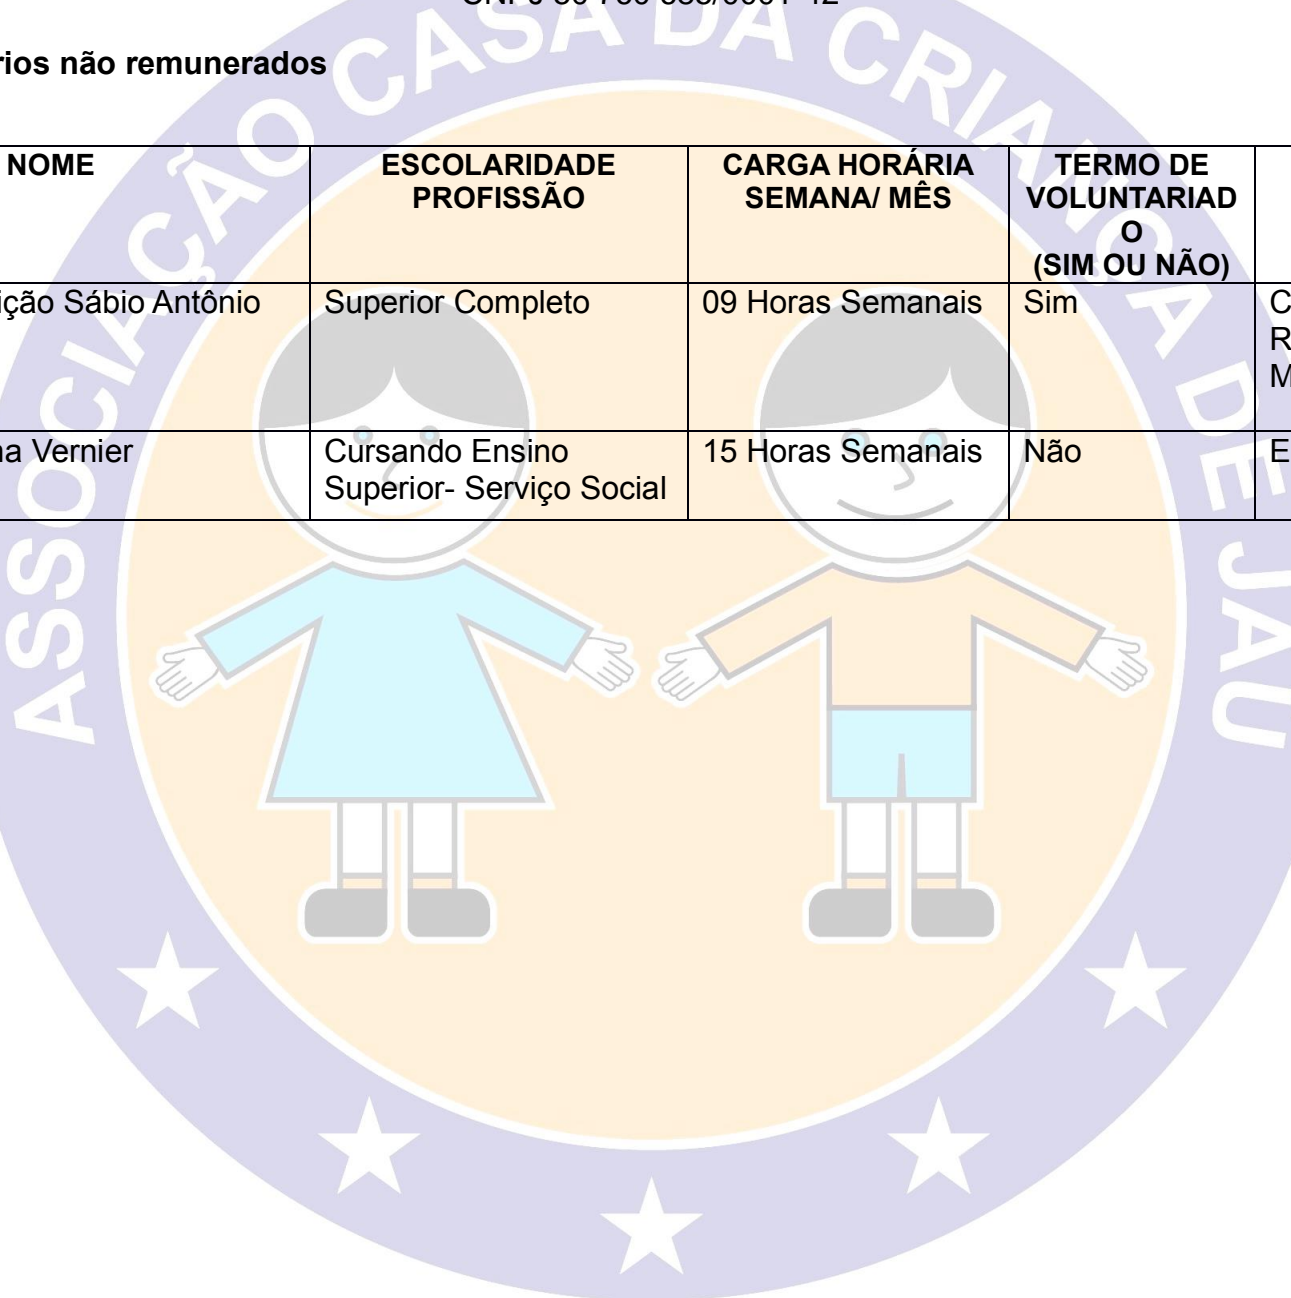 rios não remunerados
NOME
ESCOLARIDADE
PROFISSÃO
CARGA HORÁRIA
SEMANA/ MÊS
TERMO DE
VOLUNTARIAD
O
(SIM OU NÃO)
ição Sábio Antônio
Superior Completo
09 Horas Semanais
Sim
C
R
M
na Vernier
Cursando Ensino
Superior- Serviço Social
15 Horas Semanais
Não
E
ASSOCIAÇÃO CASA DA CRIANÇA DE JAÚ